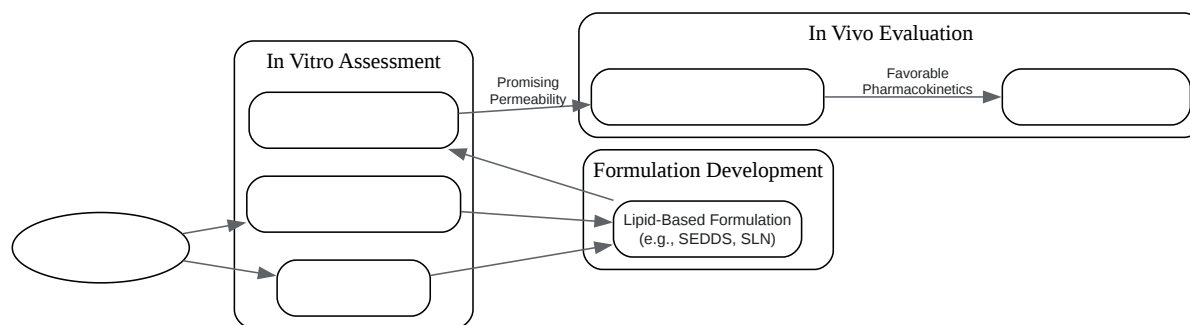 In Vitro Assessment
Promising
Permeability
In Vivo Evaluation
Favorable
Pharmacokinetics
Formulation Development
Lipid-Based Formulation
(e.g., SEDDS, SLN)